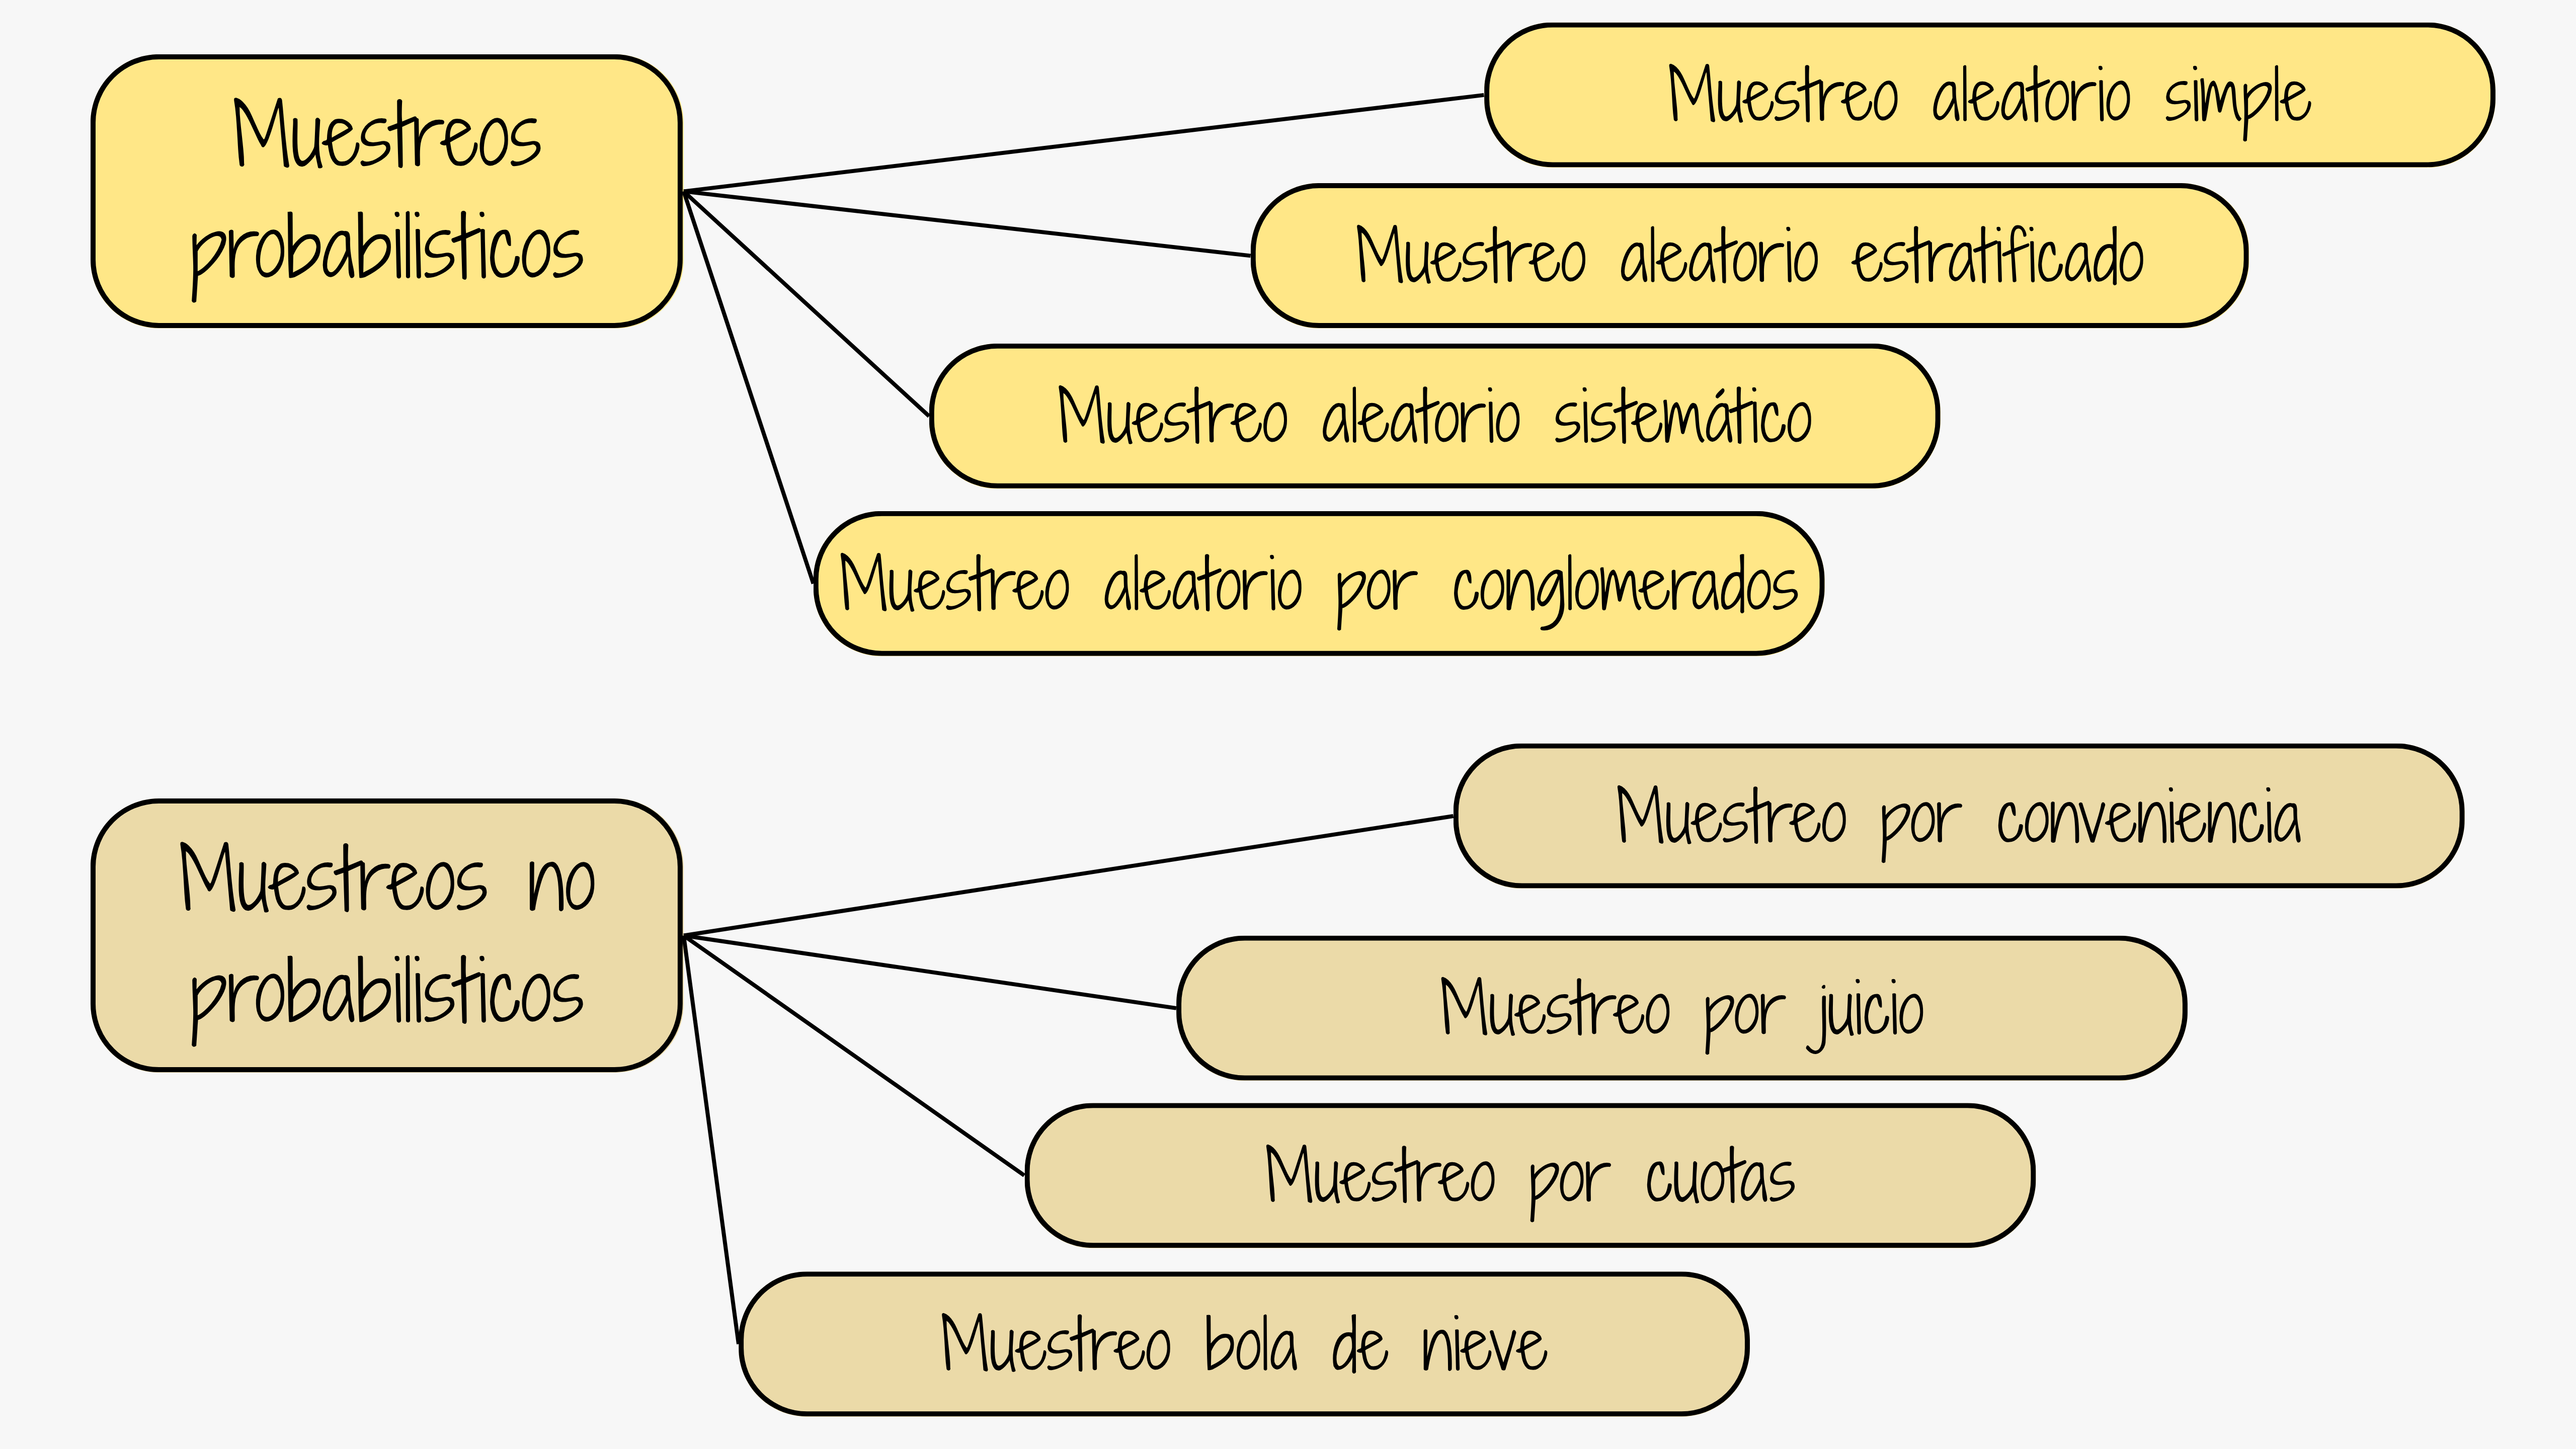 Muestreos
probabilisticos
Muestreo aleatorio simple
Muestreo aleatorio estratificado
Muestreo aleatorio sistemático
Muestreo aleatorio por conglomerados
Muestreos no
probabilisticos
Muestreo por conveniencia
Muestreo por juicio
Muestreo por cuotas
Muestreo bola de nieve